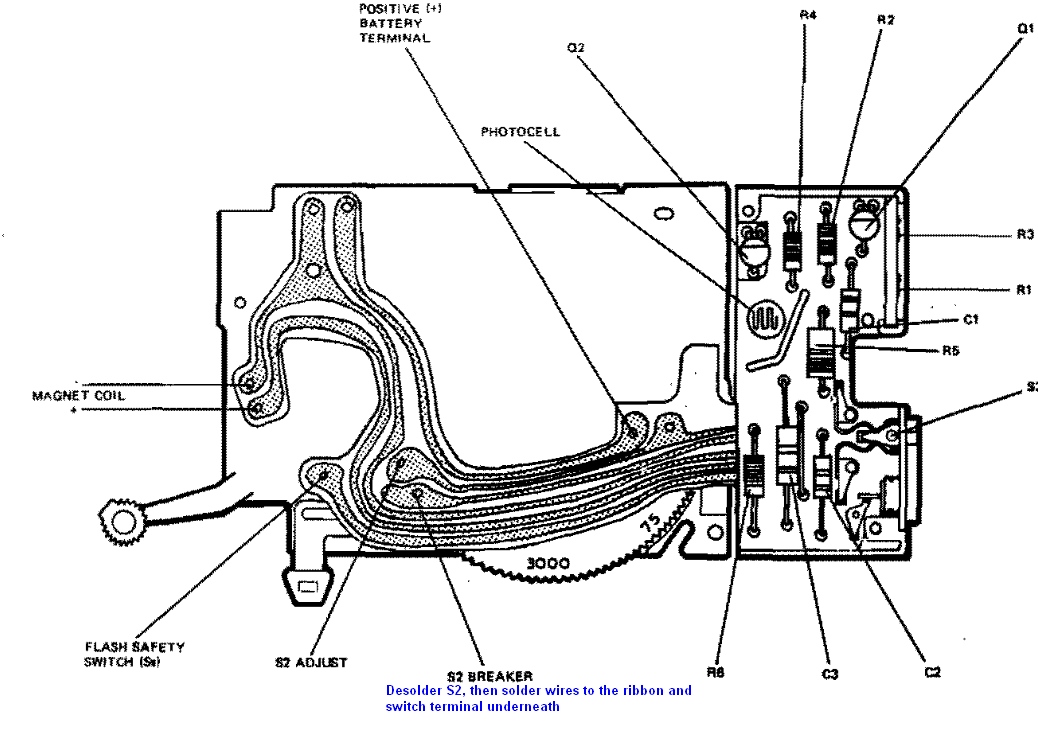 POSITIVE (+)
BATTERY
TERMINAL
R4
R2
Q1
Q2
PHOTOCELL
R3
R1
C1
R5
MAGNET COIL
+
75
3000
FLASH SAFETY
SWITCH
S2 ADJUST
S2 BREAKER
R6
C3
C2
Desolder S2, then solder wires to the ribbon and
switch terminal underneath